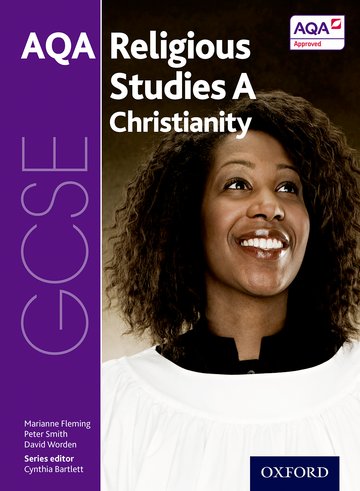 AQA Religious
Studies A
Christianity
AQA
Approved
GCSE
Marianne Fleming
Peter Smith
David Worden
Series editor
Cynthia Bartlett
OXFORD